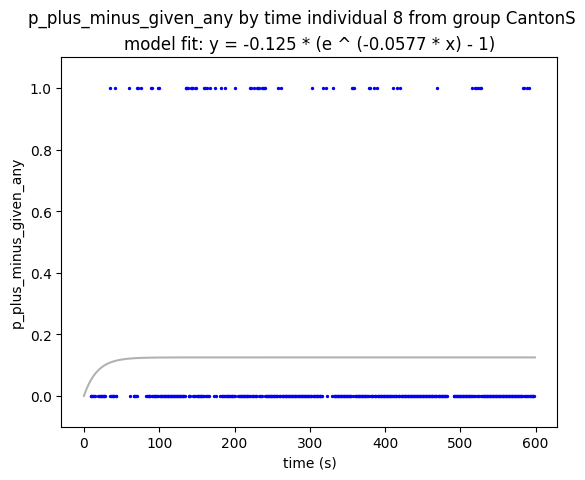 p_plus_minus_given_any by time individual 8 from group CantonS
model fit: y = -0.125 * (e ^ (-0.0577 * x) - 1)
1.0
0.8
0.6
0.4
0.2
0.0
p_plus_minus_given_any
0 100 200 300 400 500 600
time (s)